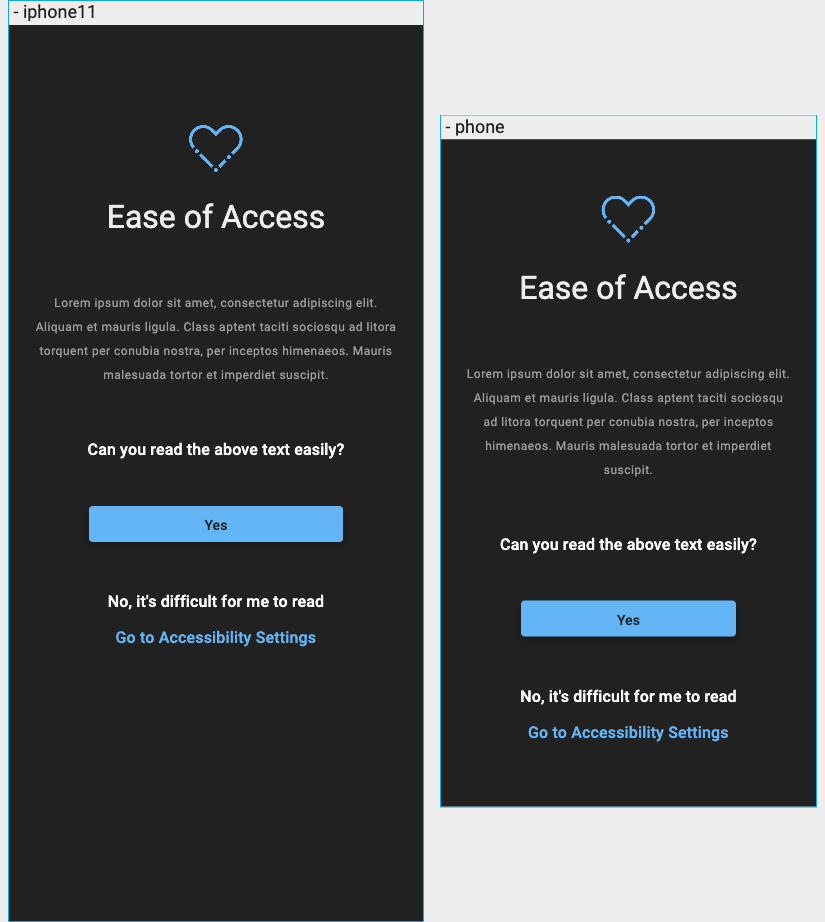 - iphone11
Ease of Access
Lorem ipsum dolor sit amet, consectetur adipiscing elit.
Aliquam et mauris ligula. Class aptent taciti sociosqu ad litora
torquent per conubia nostra, per inceptos himenaeos. Mauris
malesuada tortor et imperdiet suscipit.
Can you read the above text easily?
Yes
No, it's difficult for me to read
Go to Accessibility Settings
- phone
Ease of Access
Lorem ipsum dolor sit amet, consectetur adipiscing elit.
Aliquam et mauris ligula. Class aptent taciti sociosqu
ad litora torquent per conubia nostra, per inceptos
himenaeos. Mauris malesuada tortor et imperdiet
suscipit.
Can you read the above text easily?
Yes
No, it's difficult for me to read
Go to Accessibility Settings